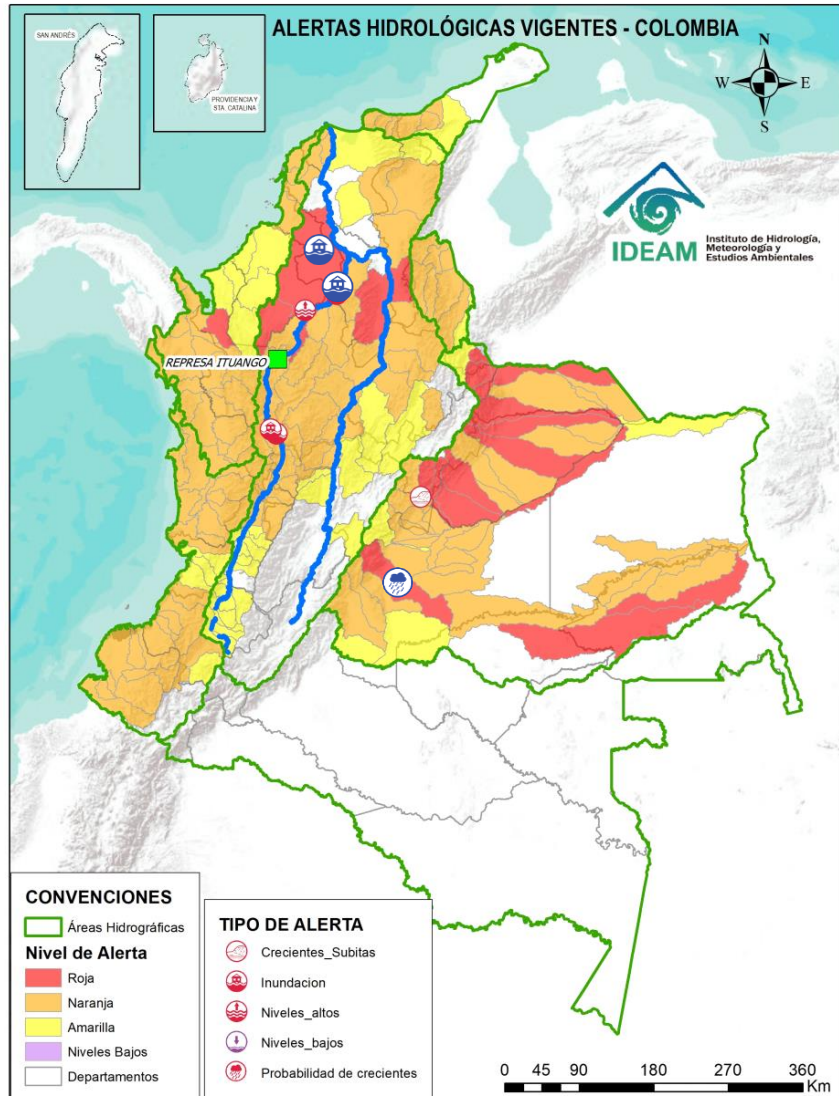 ALERTAS HIDROLÓGICAS VIGENTES - COLOMBIA
SAN ANDRÉS
PROVIDENCIA Y
STA. CATALINA
N
W
E
S
IDEAM
Instituto de Hidrología,
Meteorología y
Estudios Ambientales
REPRESA ITUANGO
CONVENCIONES
Áreas Hidrográficas
Nivel de Alerta
Roja
Naranja
Amarilla
Niveles Bajos
Departamentos
TIPO DE ALERTA
Crecientes_Subitas
Inundacion
Niveles_altos
Niveles_bajos
Probabilidad de crecientes
0 45 90 180 270 360
Km